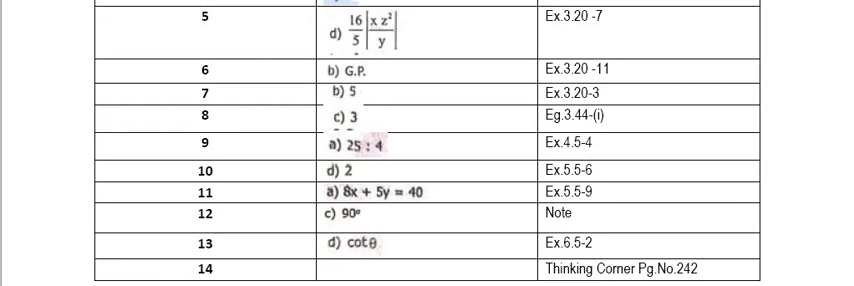 5 d) 16/5 |x z²/y| Ex.3.20 -7
6 b) G.P. Ex.3.20 -11
7 b) 5 Ex.3.20-3
8 c) 3 Eg.3.44-(i)
9 a) 25 : 4 Ex.4.5-4
10 d) 2 Ex.5.5-6
11 a) 8x + 5y = 40 Ex.5.5-9
12 c) 90° Note
13 d) cotθ Ex.6.5-2
14 Thinking Corner Pg.No.242